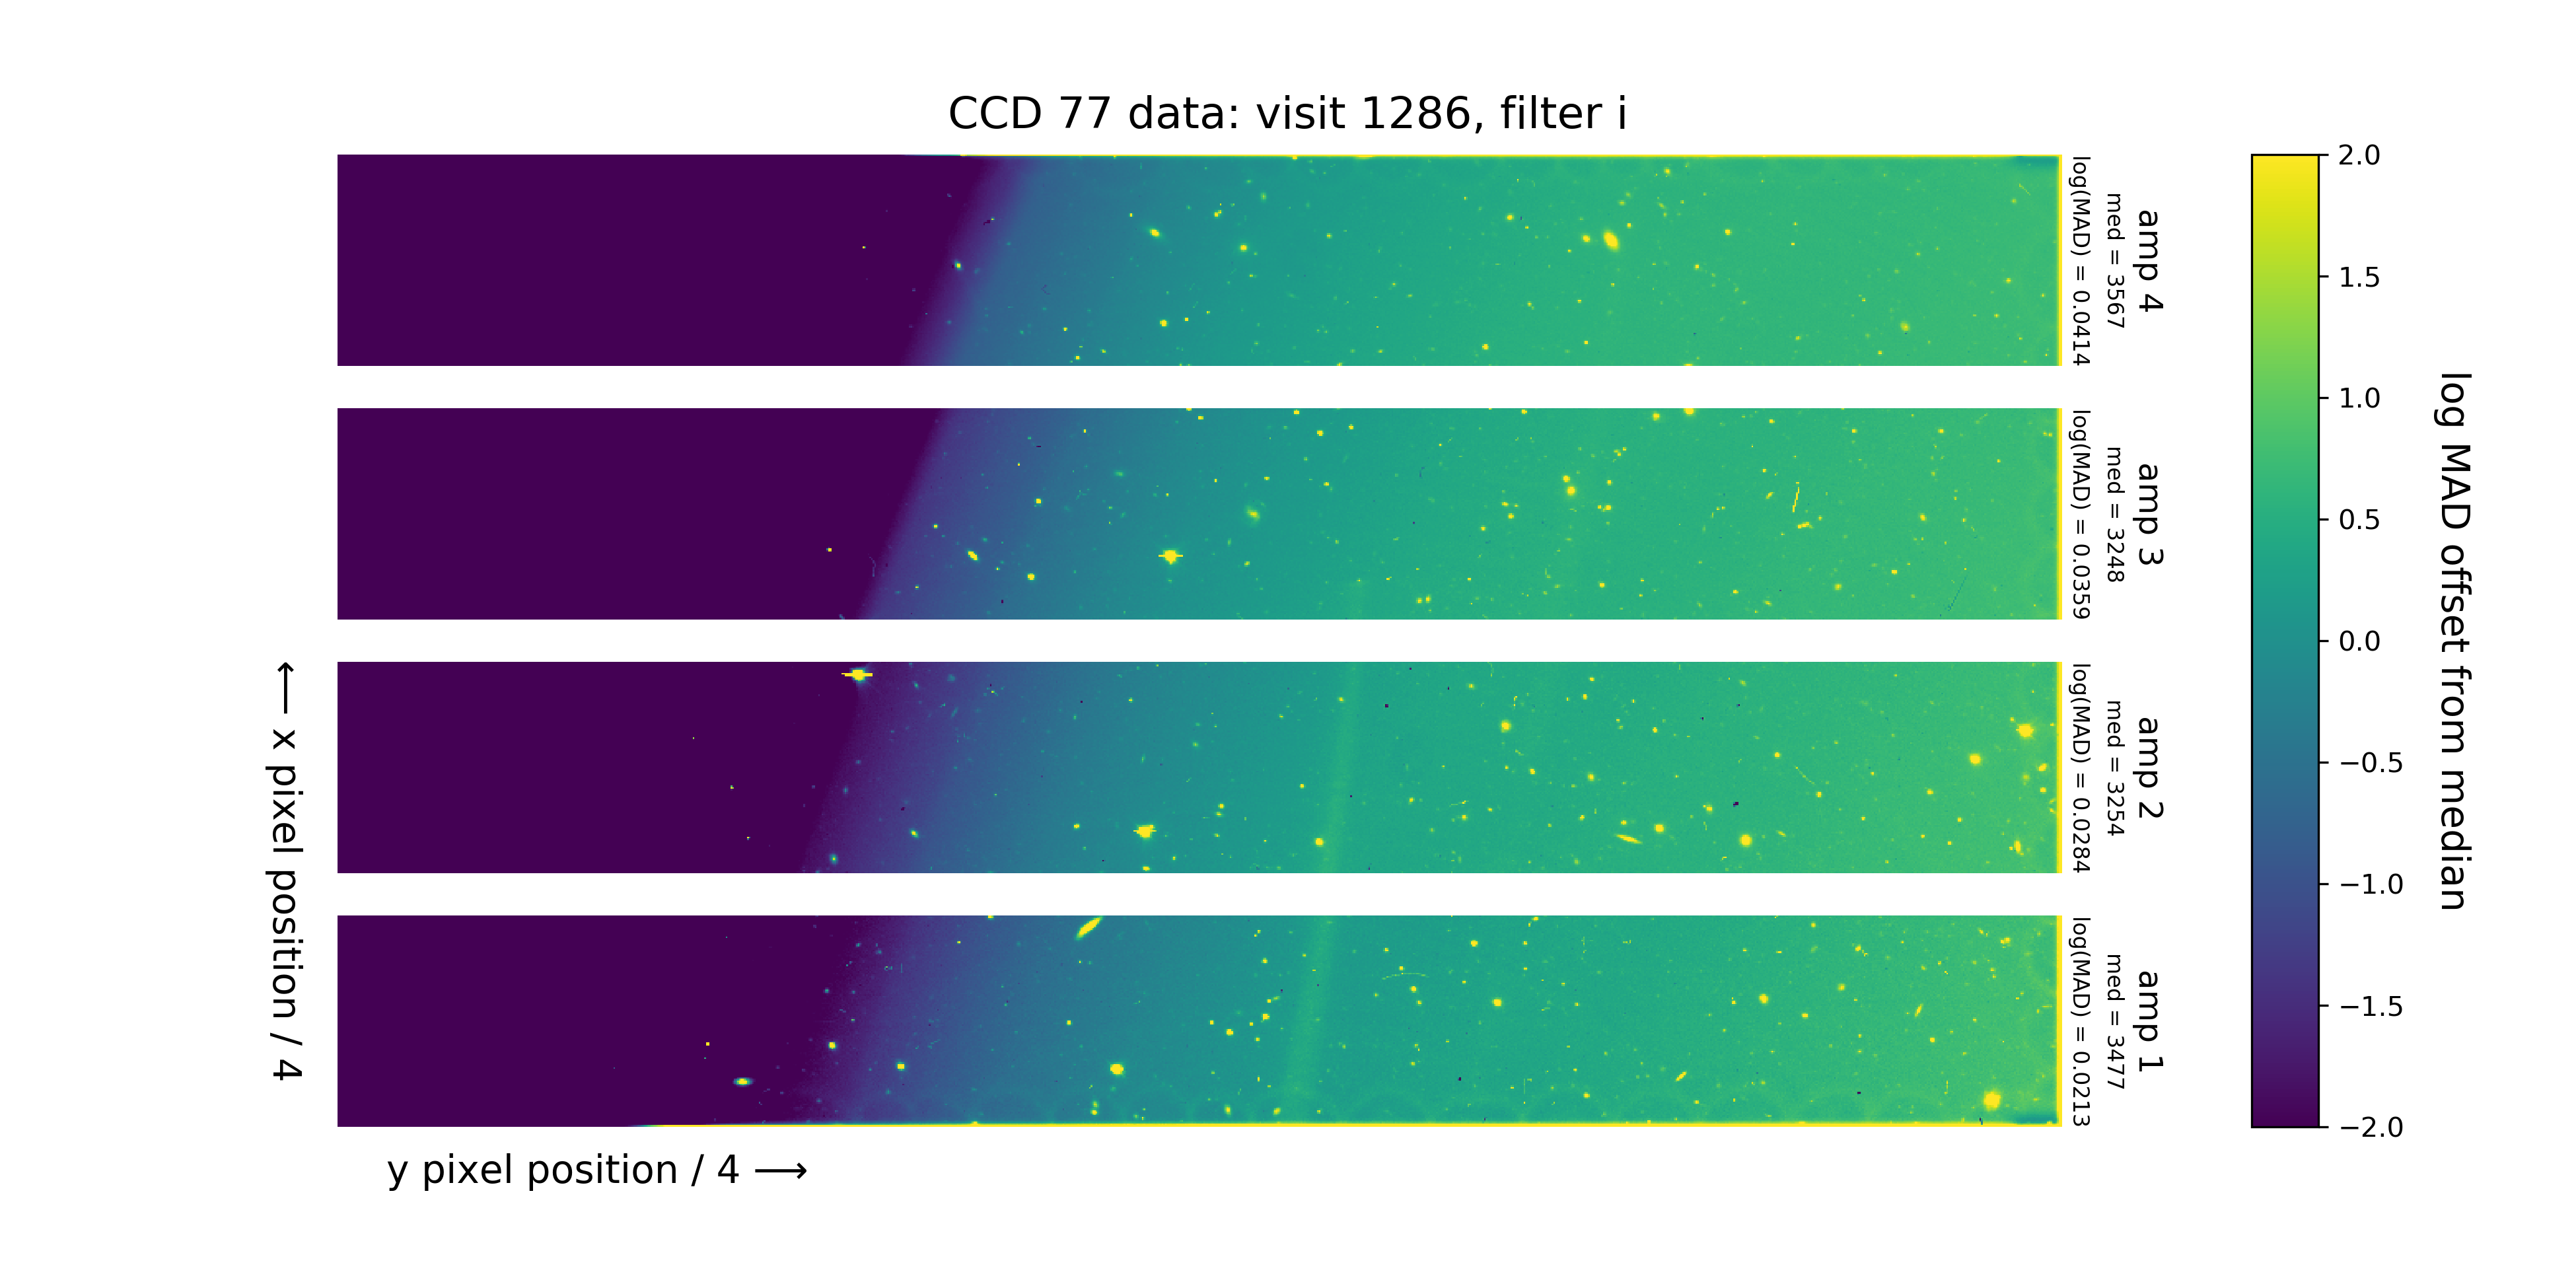 CCD 77 data: visit 1286, filter i
amp 4
med = 3567
log(MAD) = 0.0414
amp 3
med = 3248
log(MAD) = 0.0359
amp 2
med = 3254
log(MAD) = 0.0284
amp 1
med = 3477
log(MAD) = 0.0213
⟵ x pixel position / 4
y pixel position / 4 ⟶
2.0
1.5
1.0
0.5
0.0
−0.5
−1.0
−1.5
−2.0
log MAD offset from median